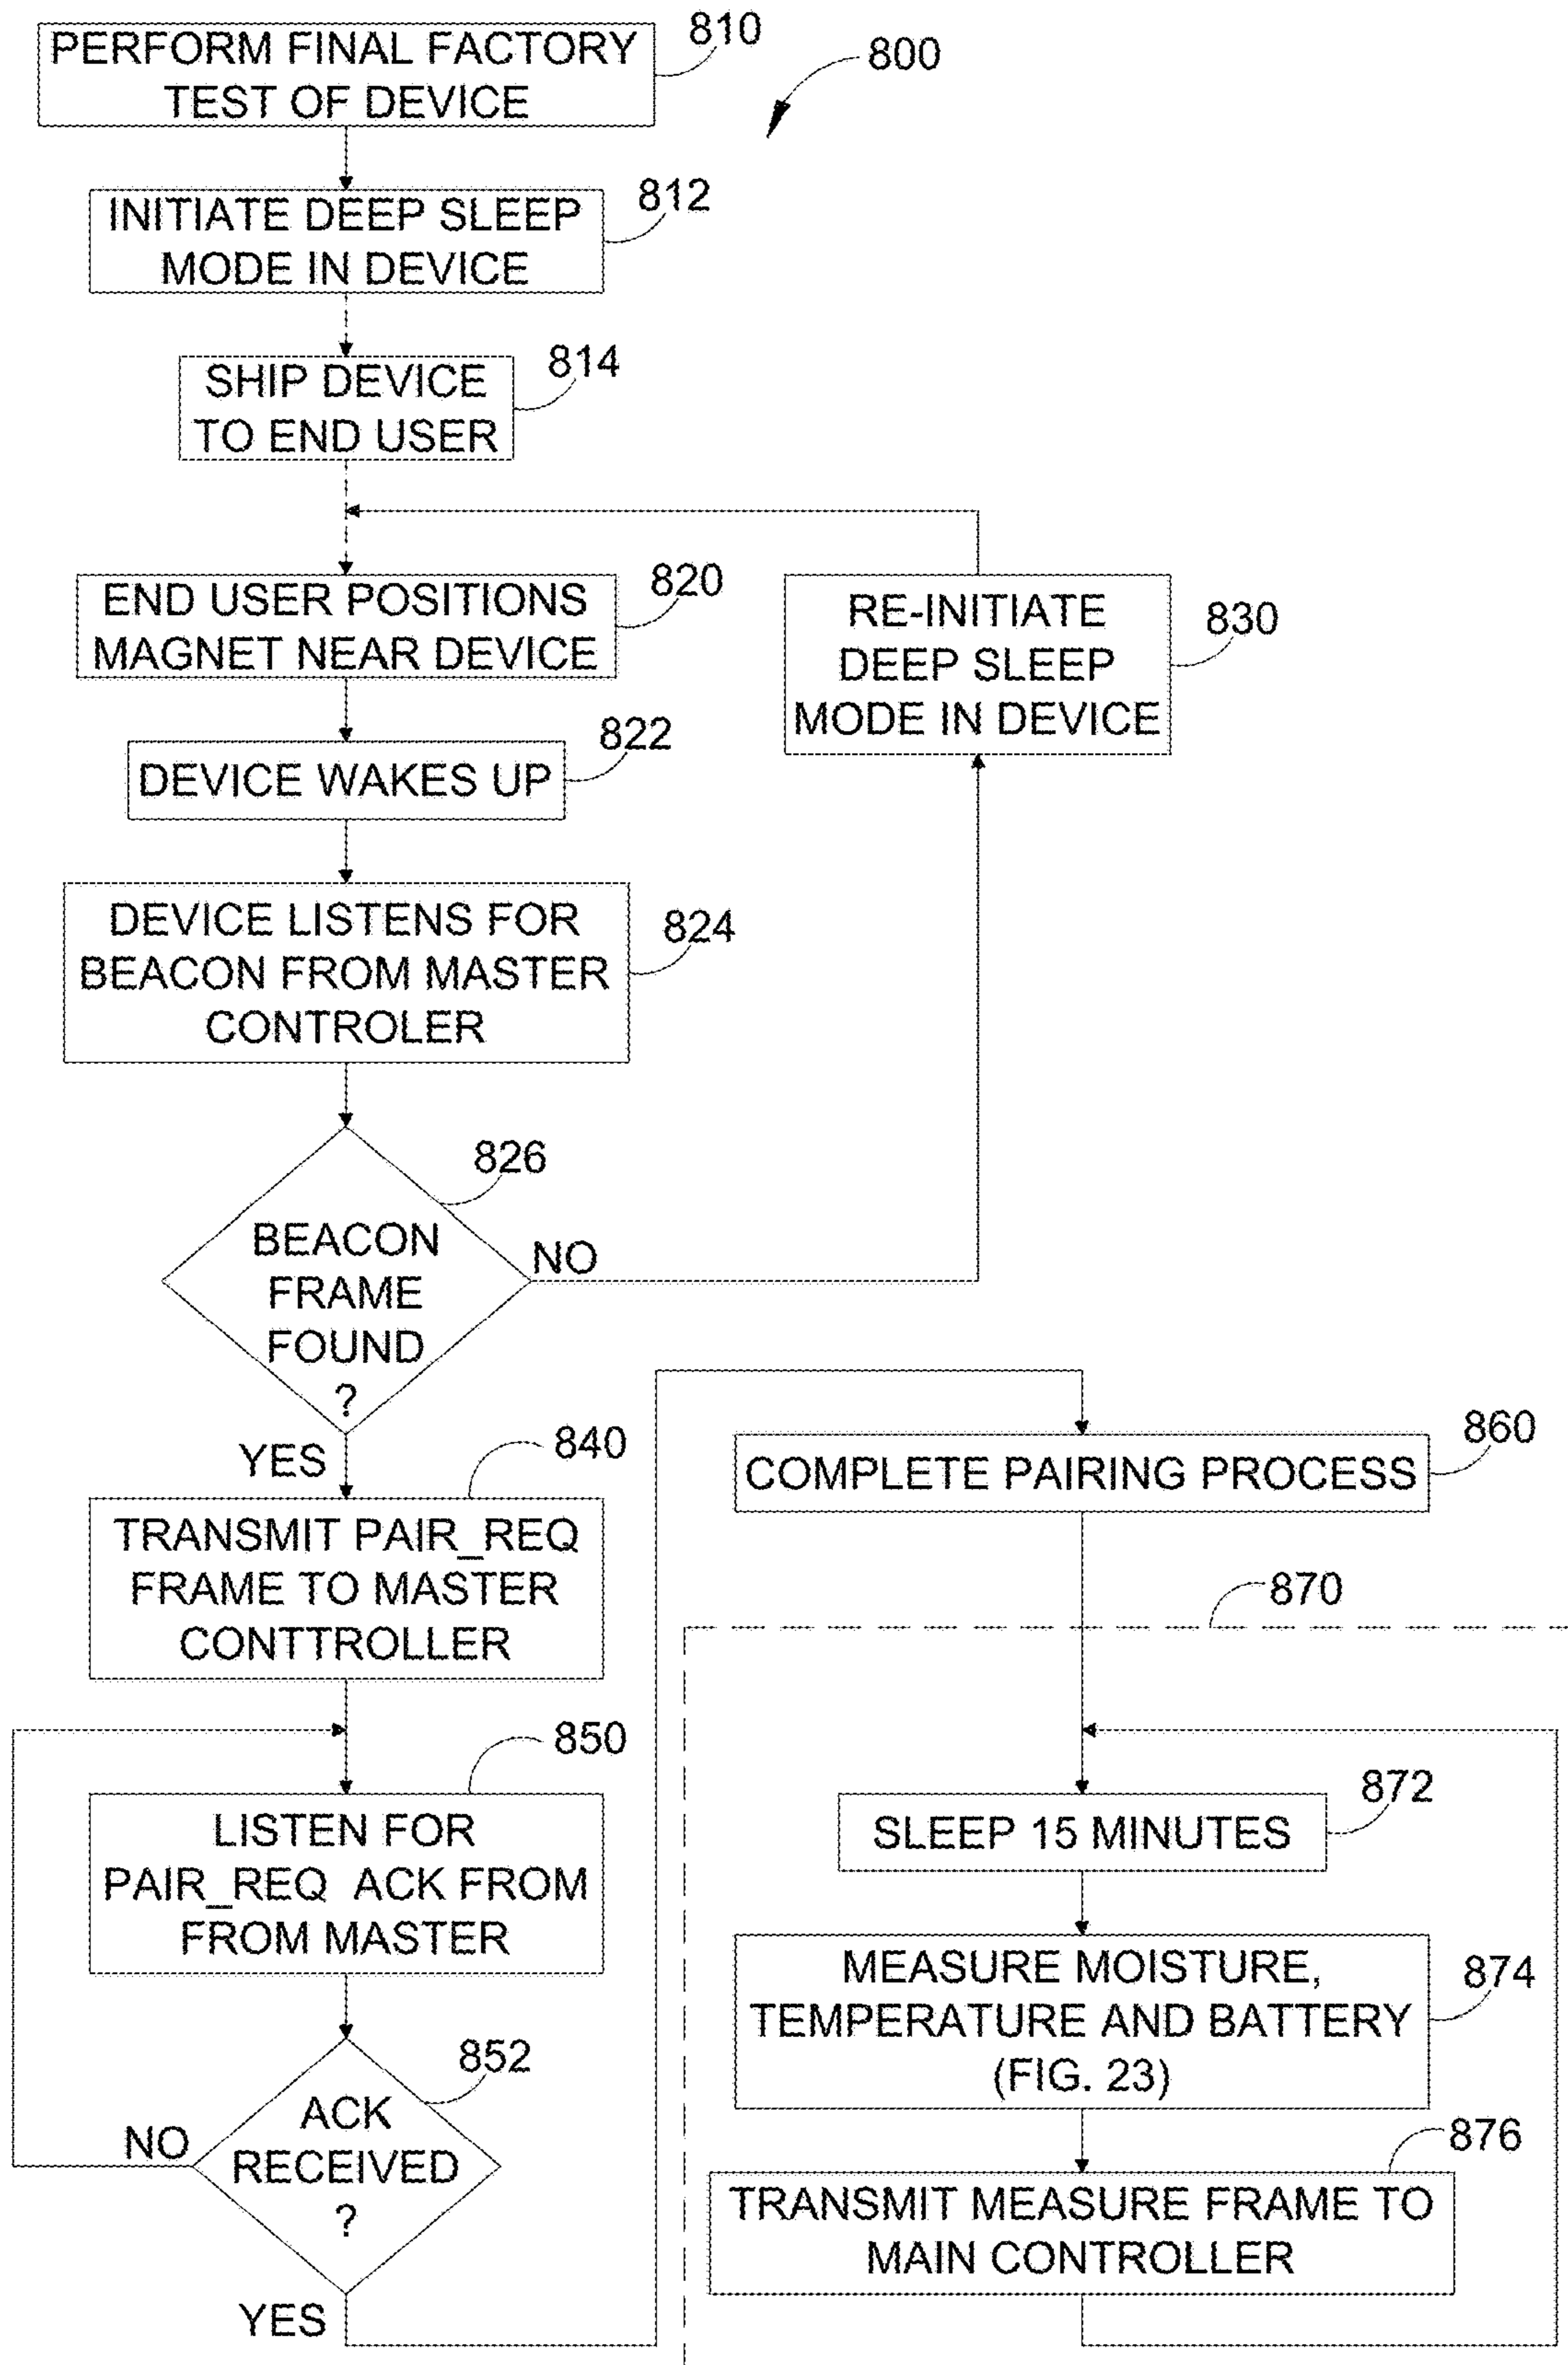 810
PERFORM FINAL FACTORY
TEST OF DEVICE
800
812
INITIATE DEEP SLEEP
MODE IN DEVICE
814
SHIP DEVICE
TO END USER
820
END USER POSITIONS
MAGNET NEAR DEVICE
822
DEVICE WAKES UP
824
DEVICE LISTENS FOR
BEACON FROM MASTER
CONTROLER
826
BEACON
FRAME
FOUND
?
NO
YES
830
RE-INITIATE
DEEP SLEEP
MODE IN DEVICE
840
TRANSMIT PAIR_REQ
FRAME TO MASTER
CONTTROLLER
850
LISTEN FOR
PAIR_REQ ACK FROM
FROM MASTER
852
ACK
RECEIVED
?
NO
YES
860
COMPLETE PAIRING PROCESS
870
872
SLEEP 15 MINUTES
874
MEASURE MOISTURE,
TEMPERATURE AND BATTERY
(FIG. 23)
876
TRANSMIT MEASURE FRAME TO
MAIN CONTROLLER